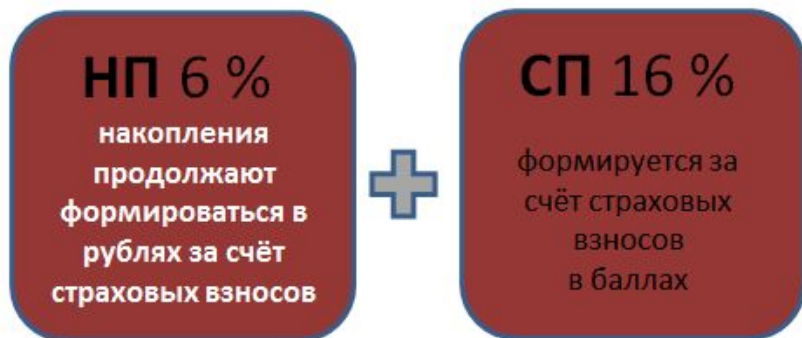 НП 6 %
накопления
продолжают
формироваться в
рублях за счёт
страховых взносов
СП 16 %
формируется за
счёт страховых
взносов
в баллах